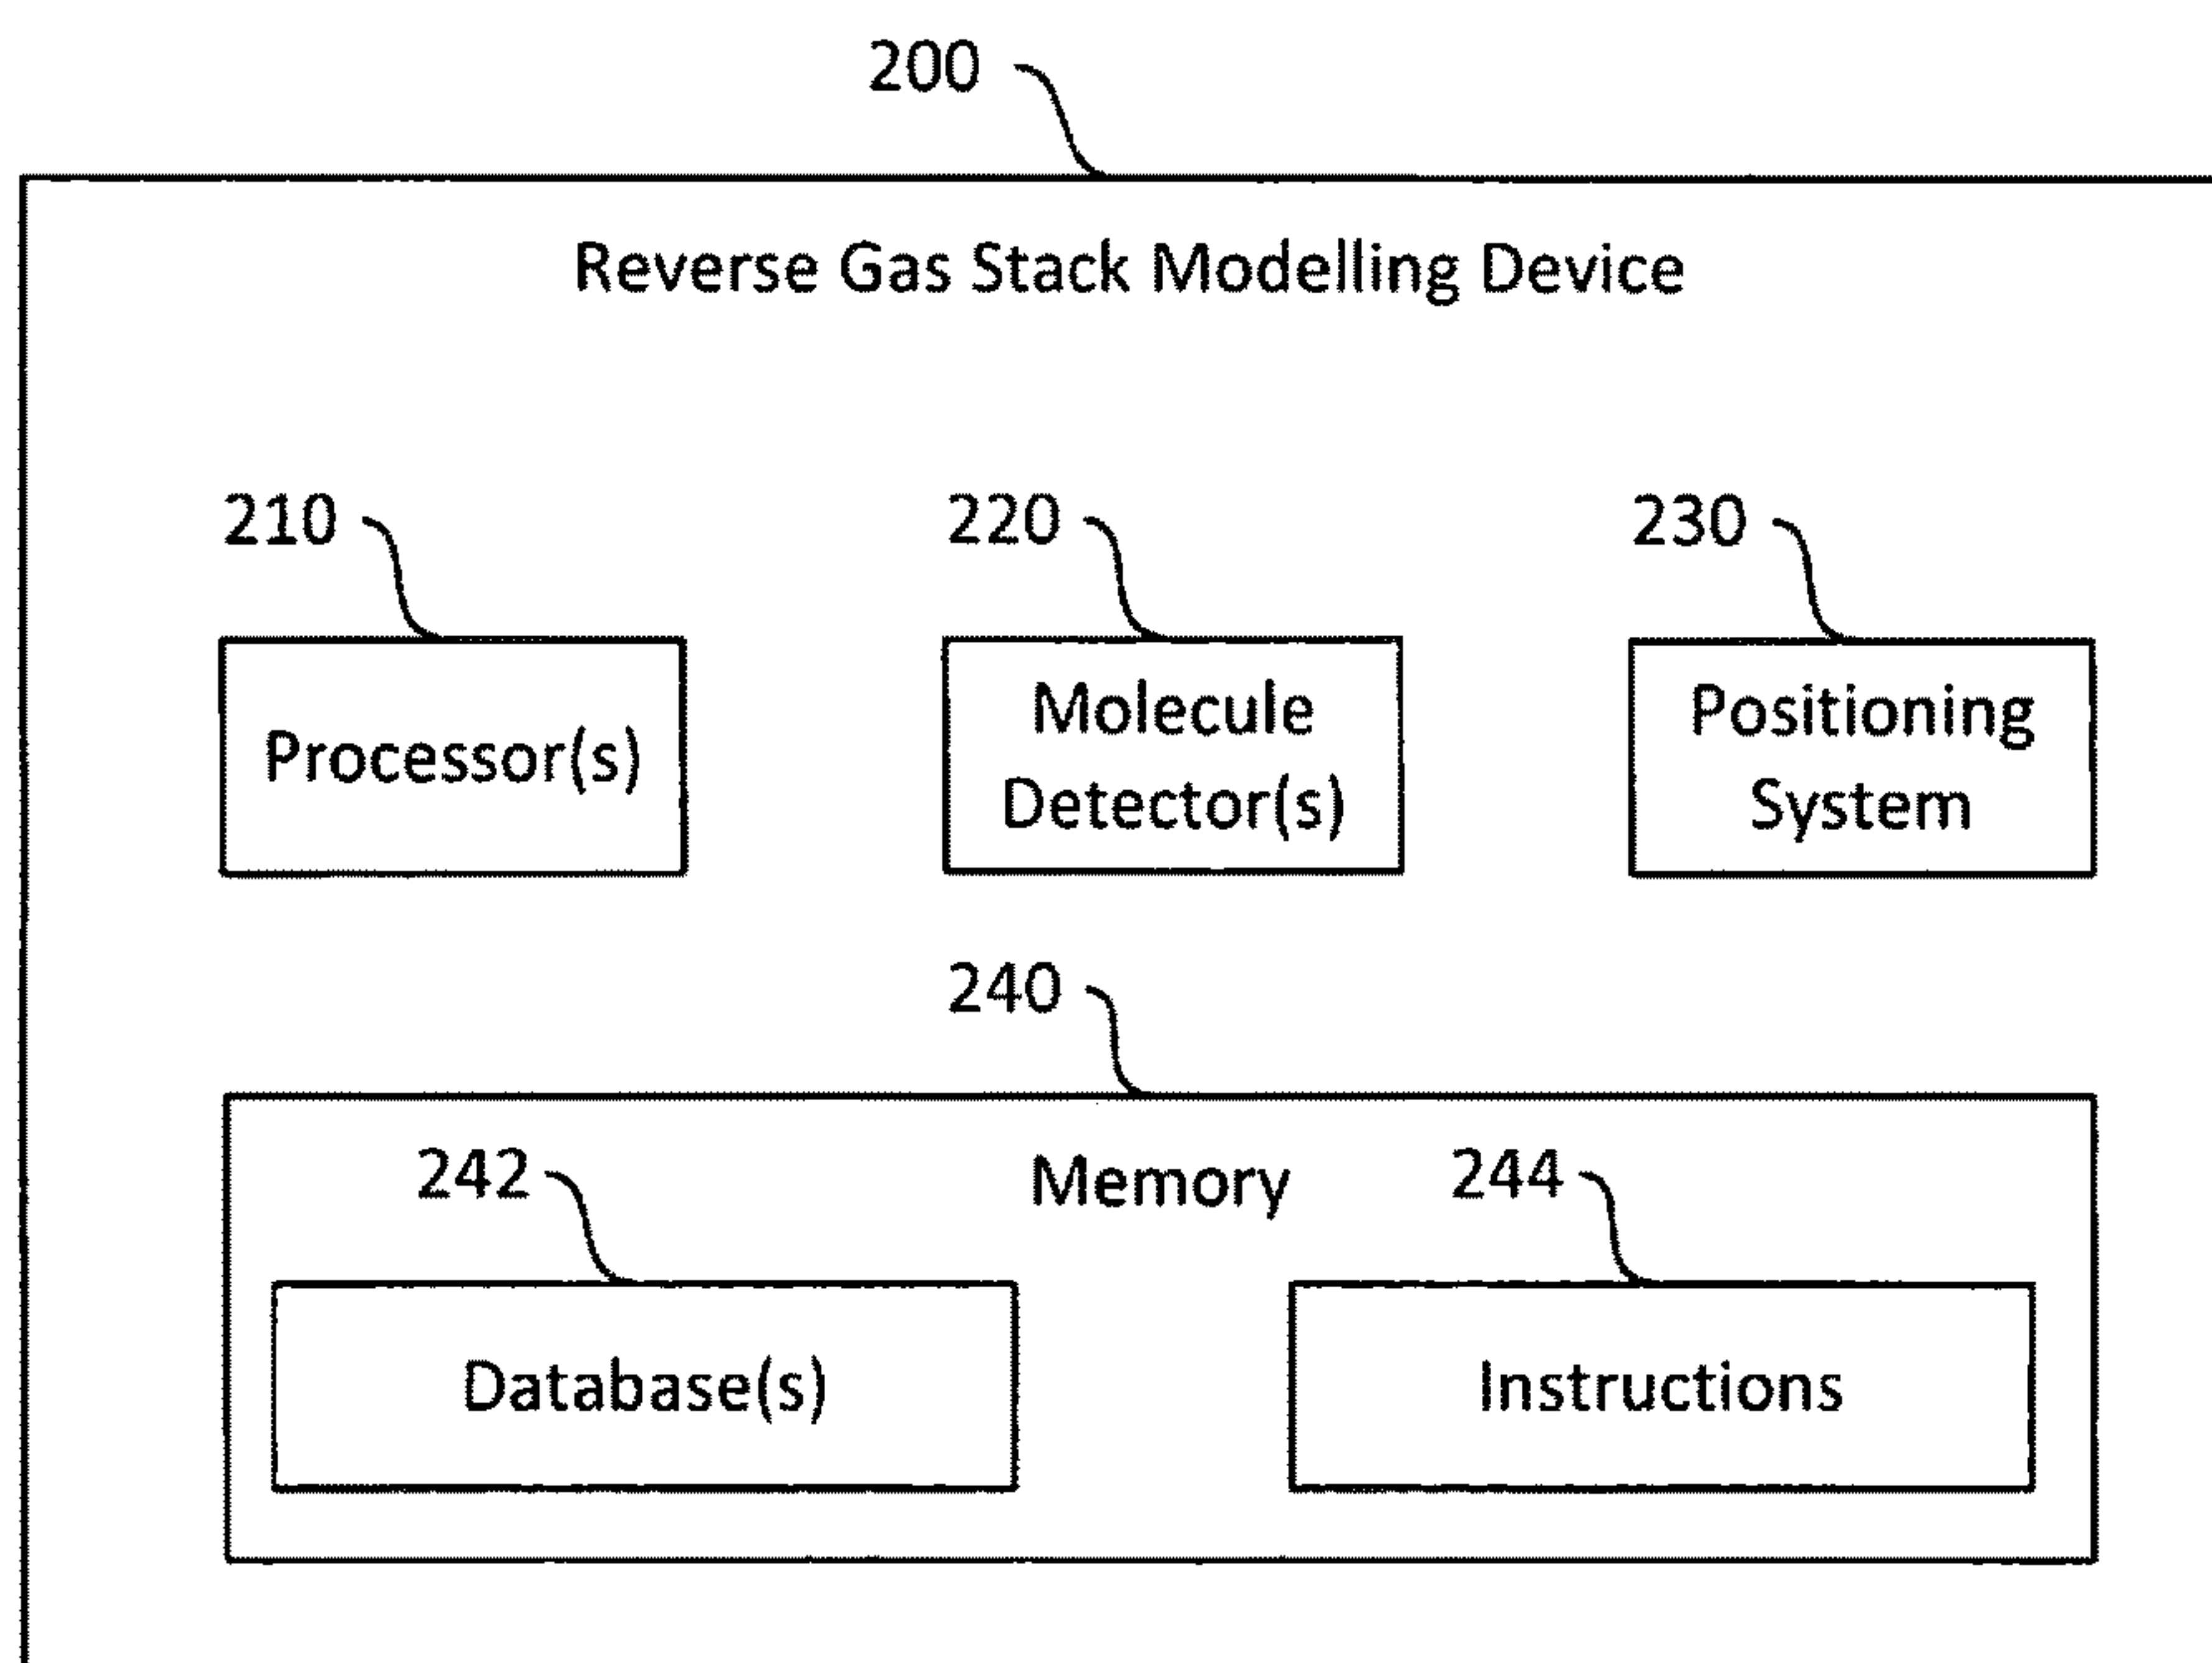 200
Reverse Gas Stack Modelling Device
210
220
230
Processor(s)
Molecule
Detector(s)
Positioning
System
240
242
Memory
244
Database(s)
Instructions